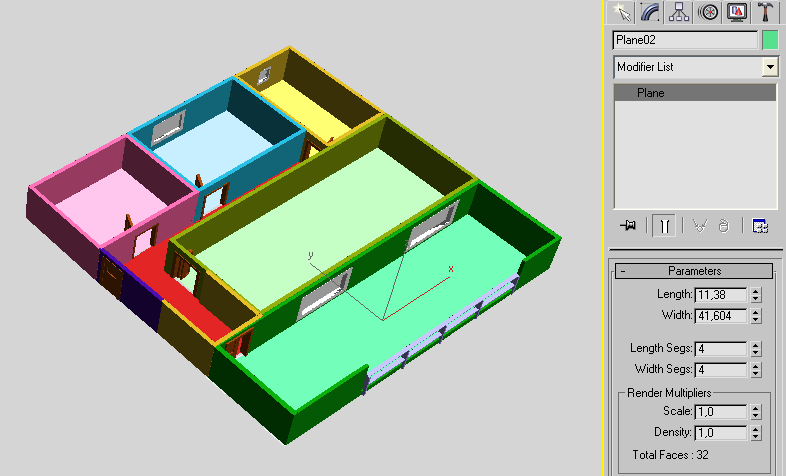 Plane02
Modifier List
Plane
- Parameters
Length: 11,38
Width: 41,604
Length Segs: 4
Width Segs: 4
Render Multipliers
Scale: 1,0
Density: 1,0
Total Faces : 32
y
x